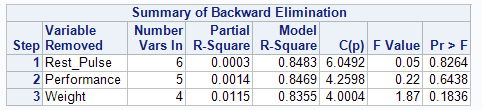 Summary of Backward Elimination
Step Variable Removed Number Vars In Partial R-Square Model R-Square C(p) F Value Pr > F
1 Rest_Pulse 6 0.0003 0.8483 6.0492 0.05 0.8264
2 Performance 5 0.0014 0.8469 4.2598 0.22 0.6438
3 Weight 4 0.0115 0.8355 4.0004 1.87 0.1836